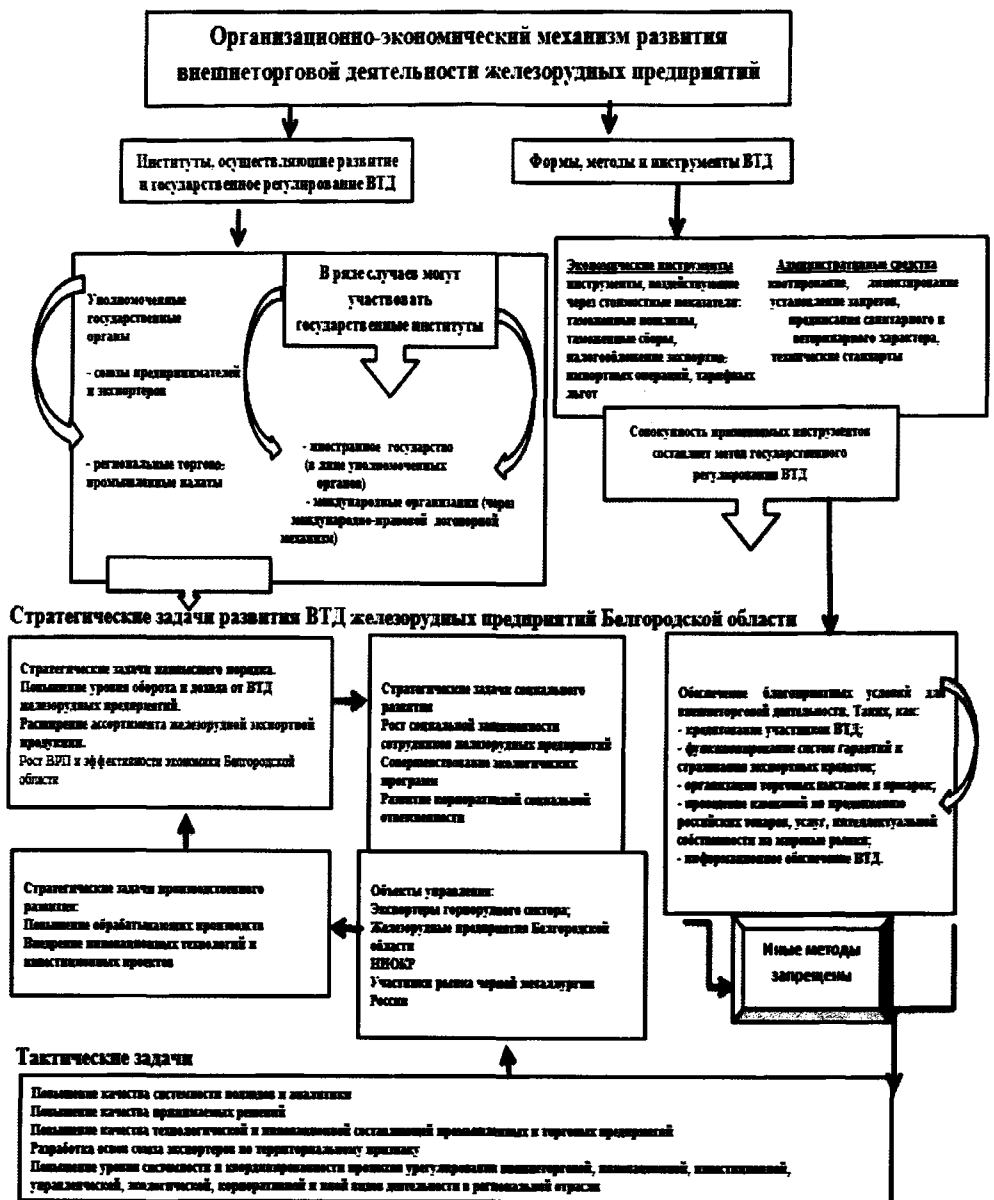 Организационно-экономический механизм развития
внешнеторговой деятельности железорудных предприятий
Институты, осуществляющие развитие
и государственное регулирование ВТД
Формы, методы и инструменты ВТД
Уполномоченные
государственные
органы
- союзы предпринимателей
и экспортеров
- региональные торгово-
промышленные палаты
В ряде случаев могут
участвовать
государственные институты
- иностранное государство
(в лице уполномоченных
органов)
- международные организации (через
международно-правовой договорной
механизм)
Экономические инструменты
инструменты, воздействующие
через стоимостные показатели:
таможенные пошлины,
таможенные сборы,
налогообложение экспортно-
импортных операций, тарифных
льгот
Административные средства
квотирование, лицензирование
установление запретов,
предписания санитарного и
ветеринарного характера,
технические стандарты
Совокупность применяемых инструментов
составляет метод государственного
регулирования ВТД
Стратегические задачи развития ВТД железорудных предприятий Белгородской области
Стратегические задачи наивысшего порядка.
Повышение уровня оборота и дохода от ВТД
железорудных предприятий.
Расширение ассортимента железорудной экспортной
продукции.
Рост ВРП и эффективности экономики Белгородской
области
Стратегические задачи социального
развития
Рост социальной защищенности
сотрудников железорудных предприятий
Совершенствование экологических
программ
Развитие корпоративной социальной
ответственности
Обеспечение благоприятных условий для
внешнеторговой деятельности. Таких, как:
- кредитование участников ВТД;
- функционирование систем гарантий и
страхования экспортных кредитов;
- организация торговых выставок и ярмарок;
- проведение кампаний по продвижению
российских товаров, услуг, интеллектуальной
собственности на мировые рынки;
- информационное обеспечение ВТД.
Стратегические задачи производственного
развития:
Повышение обрабатывающих производств
Внедрение инновационных технологий и
инвестиционных проектов
Объекты управления:
Экспортеры горнорудного сектора;
Железорудные предприятия Белгородской
области
НИОКР
Участники рынка черной металлургии
России
Иные методы
запрещены
Тактические задачи
Повышение качества системности подходов и аналитики
Повышение качества принимаемых решений
Повышение качества технологической и инновационной составляющей промышленных и торговых предприятий
Разработка основ союза экспортеров по территориальному признаку
Повышение уровня системности и координированности процессов урегулирования внешнеторговой, инновационной, инвестиционной,
управленческой, экологической, корпоративной и иной видов деятельности в региональной отрасли